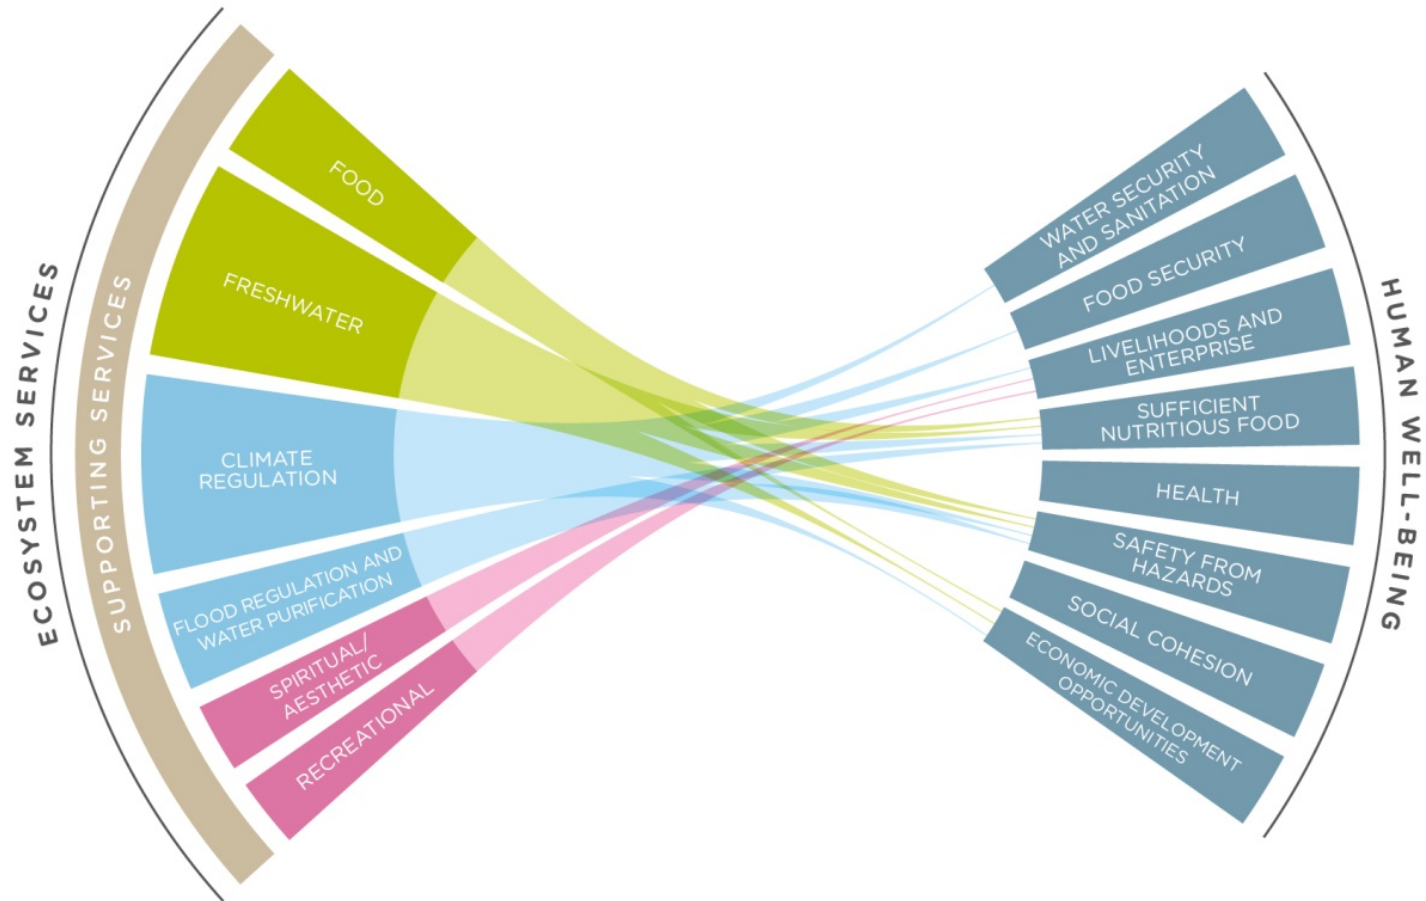 ECOSYSTEM SERVICES
SUPPORTING SERVICES
FOOD
FRESHWATER
CLIMATE
REGULATION
FLOOD REGULATION AND
WATER PURIFICATION
SPIRITUAL/
AESTHETIC
RECREATIONAL
WATER SECURITY
AND SANITATION
FOOD SECURITY
LIVELIHOODS AND
ENTERPRISE
SUFFICIENT
NUTRITIOUS FOOD
HEALTH
SAFETY FROM
HAZARDS
SOCIAL COHESION
ECONOMIC DEVELOPMENT
OPPORTUNITIES
HUMAN WELL-BEING